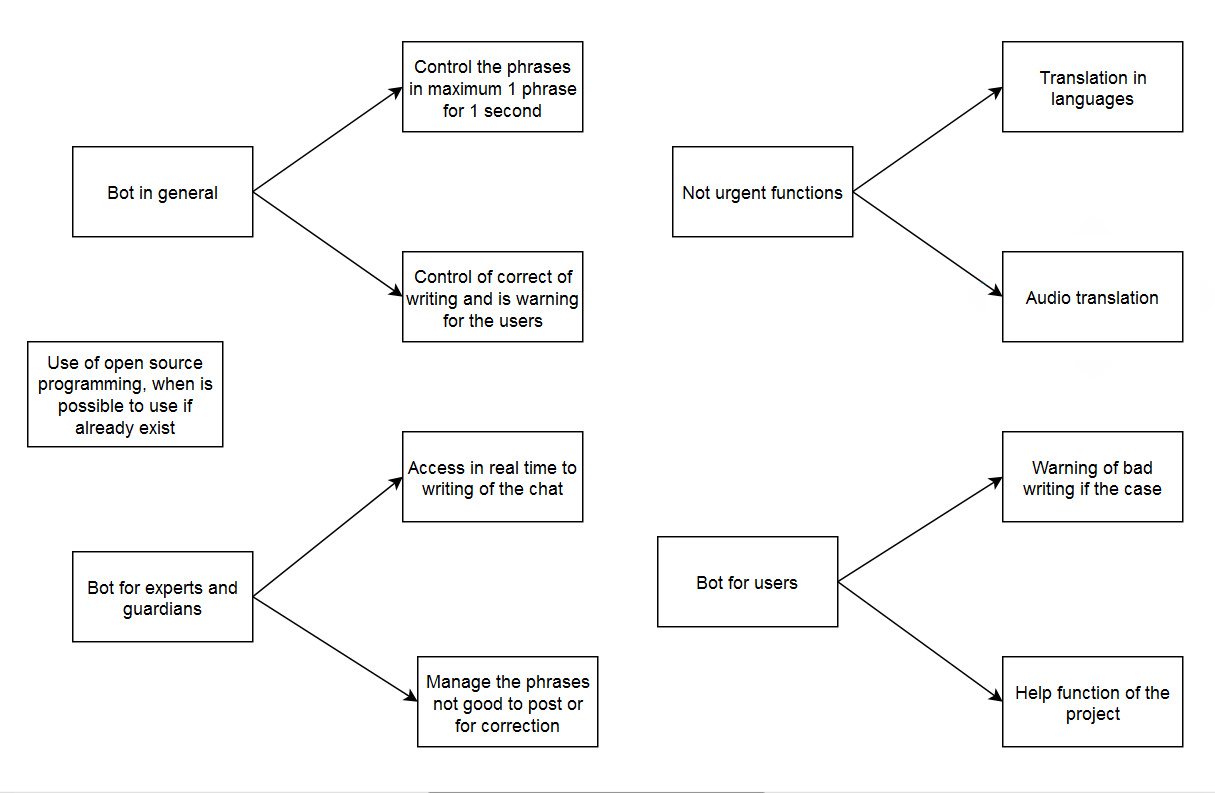 Control the phrases
in maximum 1 phrase
for 1 second
Bot in general
Control of correct of
writing and is warning
for the users
Translation in
languages
Not urgent functions
Audio translation
Use of open source
programming, when is
possible to use if
already exist
Access in real time to
writing of the chat
Bot for experts and
guardians
Manage the phrases
not good to post or
for correction
Warning of bad
writing if the case
Bot for users
Help function of the
project